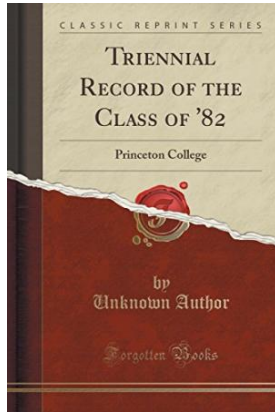 CLASSIC REPRINT SERIES
TRIENNIAL
RECORD OF THE
CLASS OF '82
Princeton College
by
Unknown Author
Forgotten Books